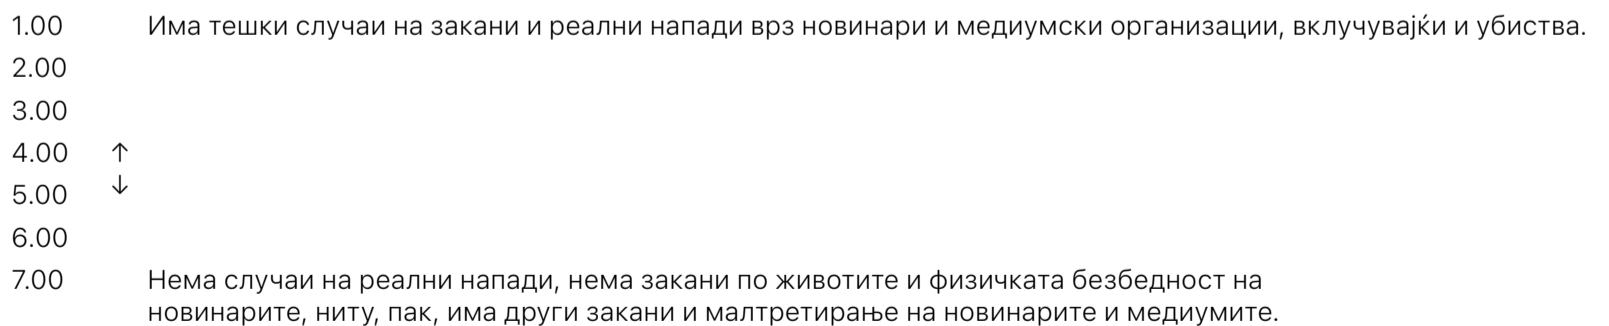 1.00 Има тешки случаи на закани и реални напади врз новинари и медиумски организации, вклучувајќи и убиства.
2.00
3.00
4.00 ↑
↓
5.00
6.00
7.00 Нема случаи на реални напади, нема закани по животите и физичката безбедност на
новинарите, ниту, пак, има други закани и малтретирање на новинарите и медиумите.